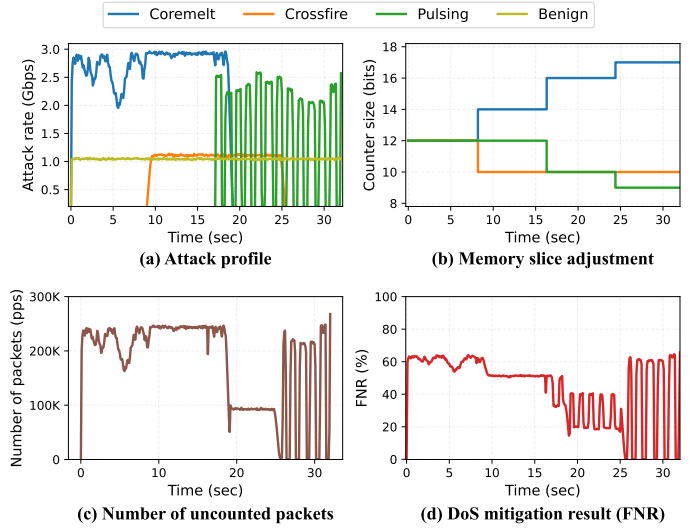 Coremelt Crossfire Pulsing Benign
3.0
2.5
2.0
1.5
1.0
0.5
Attack rate (Gbps)
0 5 10 15 20 25 30
Time (sec)
(a) Attack profile
18
16
14
12
10
8
Counter size (bits)
0 5 10 15 20 25 30
Time (sec)
(b) Memory slice adjustment
300K
200K
100K
0
Number of packets (pps)
0 10 20 30
Time (sec)
(c) Number of uncounted packets
100
80
60
40
20
0
FNR (%)
0 5 10 15 20 25 30
Time (sec)
(d) DoS mitigation result (FNR)